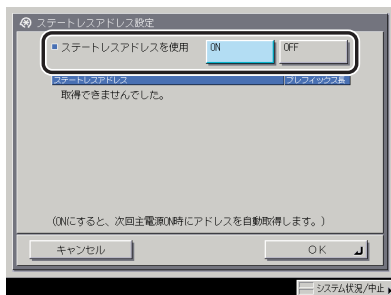 ステートレスアドレス設定
■ ステートレスアドレスを使用 ON OFF
ステートレスアドレス プレフィックス長
取得できませんでした。
(ONにすると、次回主電源ON時にアドレスを自動取得します。)
キャンセル OK
システム状況/中止